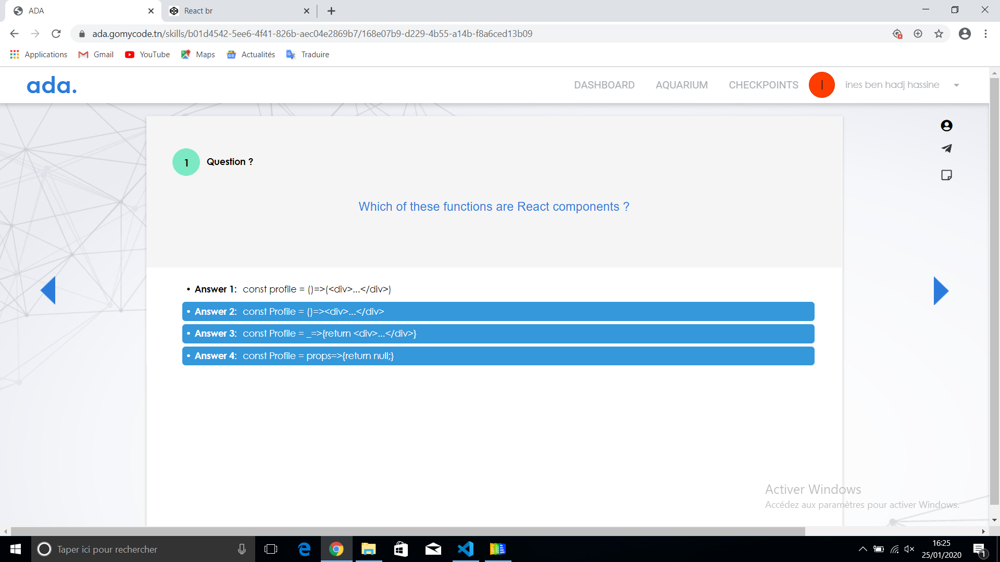 ADA
React br
ada.gomycode.tn/skills/b01d4542-5ee6-4f41-826b-aec04e2869b7/168e07b9-d229-4b55-a14b-f8a6ced13b09
Applications Gmail YouTube Maps Actualités Traduire
ada. DASHBOARD AQUARIUM CHECKPOINTS I ines ben hadj hassine
1 Question ?
Which of these functions are React components ?
• Answer 1: const profile = ()=>(<div>...</div>)
• Answer 2: const Profile = ()=><div>...</div>
• Answer 3: const Profile = _=>{return <div>...</div>}
• Answer 4: const Profile = props=>{return null;}
Activer Windows
Accédez aux paramètres pour activer Windows.
Taper ici pour rechercher
16:25
25/01/2020
1